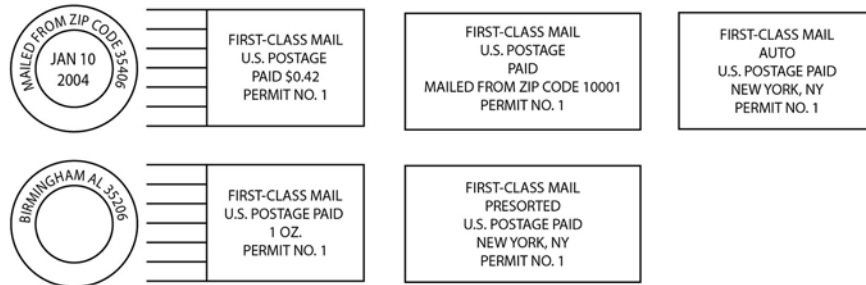 MAILED FROM ZIP CODE 35406
JAN 10
2004
FIRST-CLASS MAIL
U.S. POSTAGE
PAID $0.42
PERMIT NO. 1
FIRST-CLASS MAIL
U.S. POSTAGE
PAID
MAILED FROM ZIP CODE 10001
PERMIT NO. 1
FIRST-CLASS MAIL
AUTO
U.S. POSTAGE PAID
NEW YORK, NY
PERMIT NO. 1
BIRMINGHAM AL 35206
FIRST-CLASS MAIL
U.S. POSTAGE PAID
1 OZ.
PERMIT NO. 1
FIRST-CLASS MAIL
PRESORTED
U.S. POSTAGE PAID
NEW YORK, NY
PERMIT NO. 1